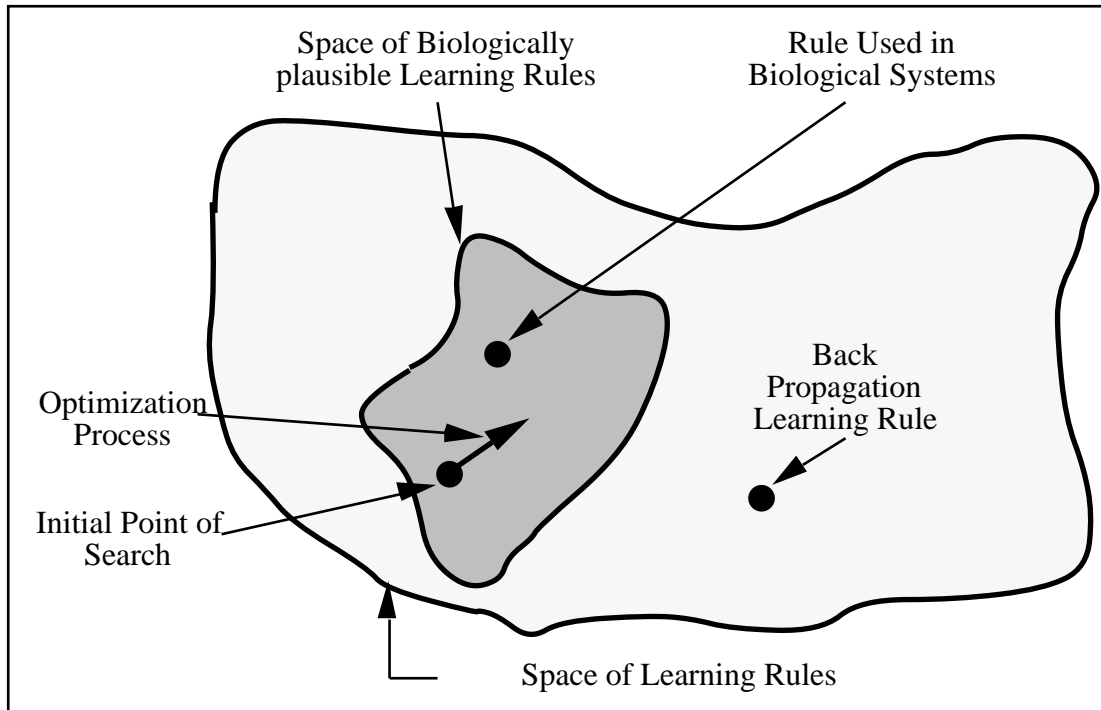 Space of Biologically
plausible Learning Rules
Rule Used in
Biological Systems
Back
Propagation
Learning Rule
Optimization
Process
Initial Point of
Search
Space of Learning Rules